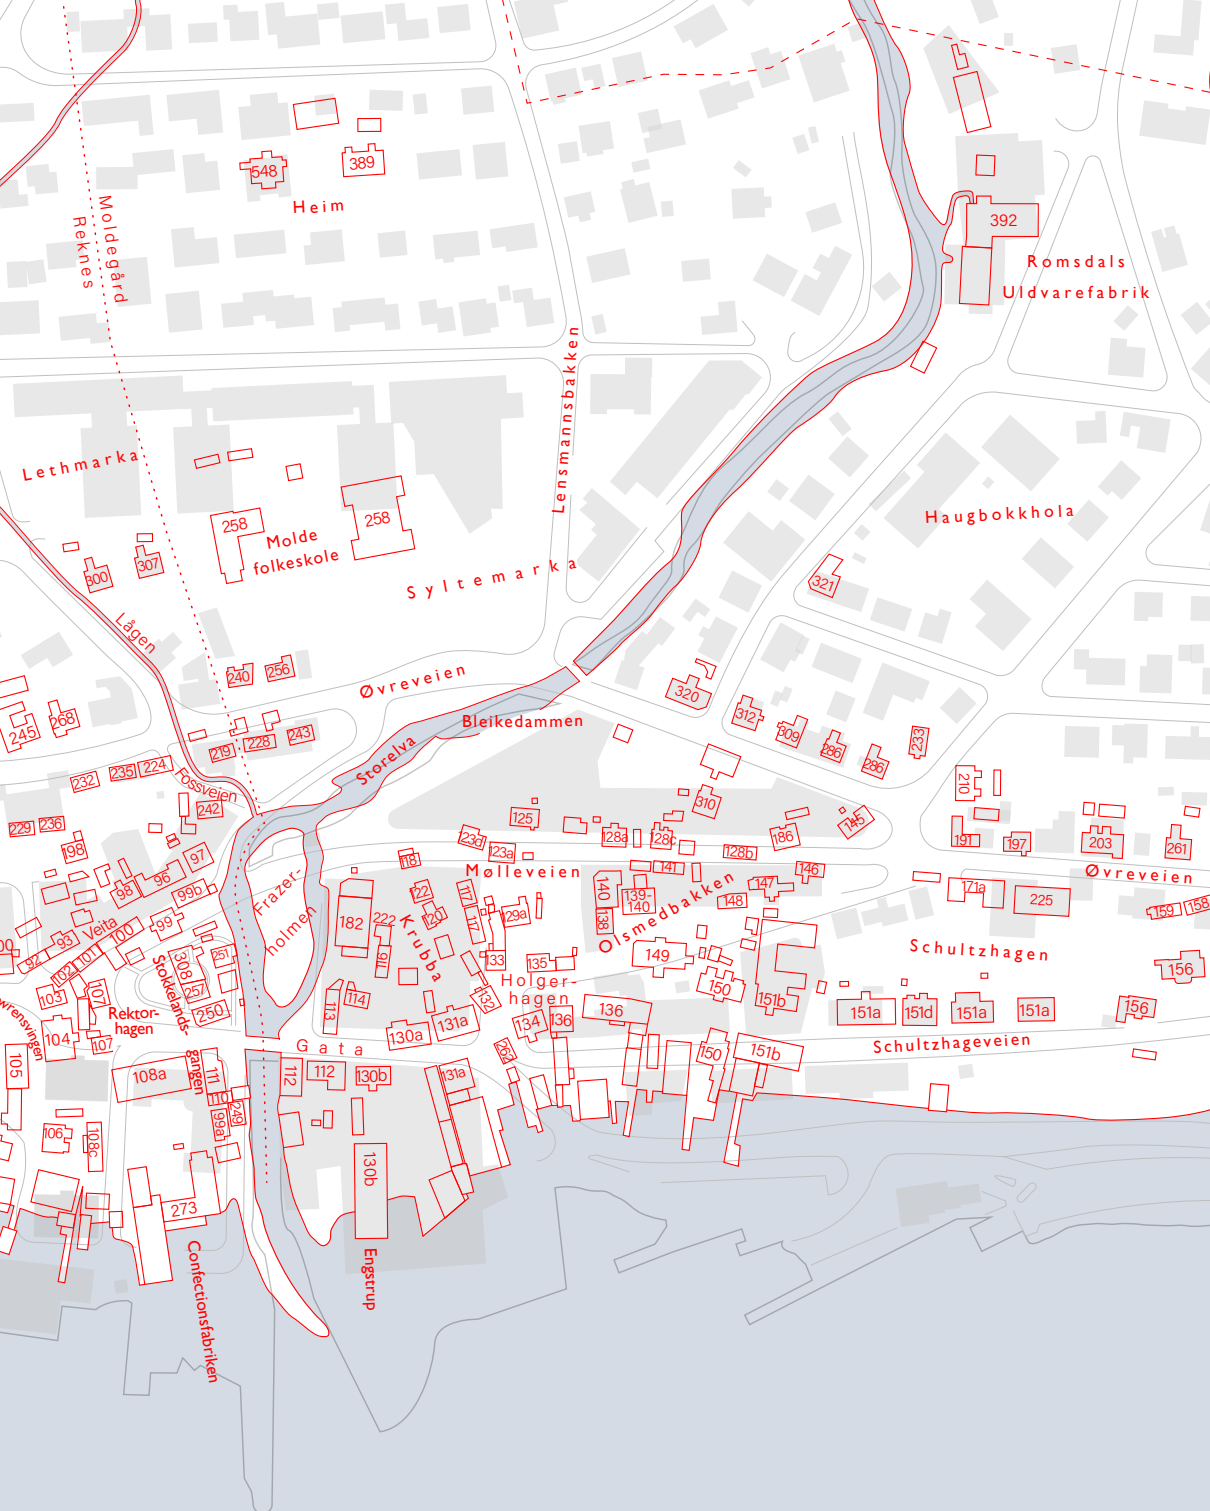 548
389
Heim
Moldegård
Reknes
392
Romsdals
Uldvarefabrik
Lensmannsbakken
Lethmarka
258
258
Molde
folkeskole
Syltemarka
Haugbokkhola
300
307
321
Lågen
240
256
Øvreveien
320
245
268
Bleikedammen
312
309
286
286
233
219
228
243
Storelva
232
235
224
Fossveien
242
210
310
229
236
198
125
123d
123a
128a
128c
186
145
128b
191
197
203
261
97
96
98
99b
118
Mølleveien
141
146
147
148
Øvreveien
171a
225
159
158
Frazer-
holmen
122
120
117
117
129a
140
138
139-
140
Olsmedbakken
182
222
119
Krubba
99
Veita
100
93
92
101
102
103
107
104
107
105
Stokkelands-
gangen
308
257
251
250
Rektor-
hagen
133
135
132
Holger-
hagen
149
150
151b
Schultzhagen
156
113
114
130a
131a
134
136
136
151a
151d
151a
151a
156
Gata
262
150
151b
Schultzhageveien
108a
111
110
99a
249
112
112
130b
131a
106
108c
130b
273
Confectionsfabriken
Engstrup